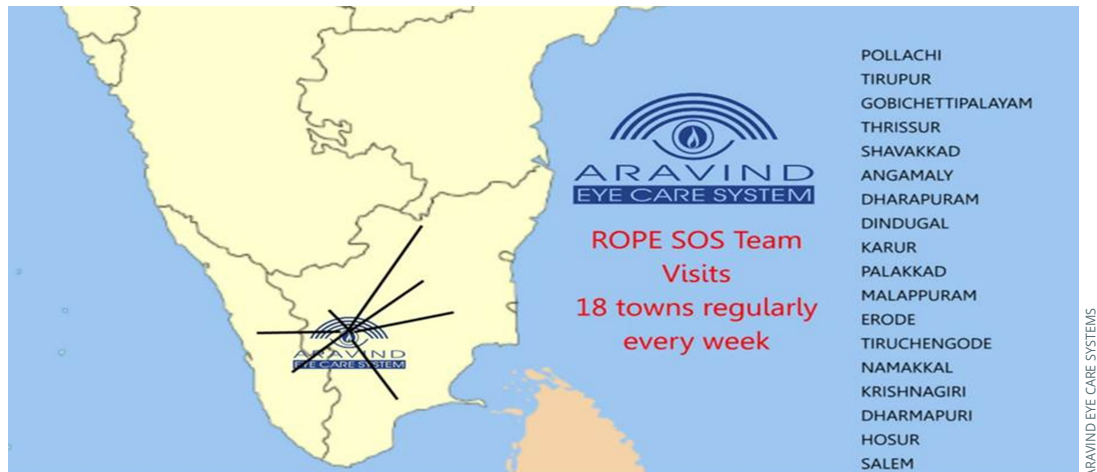 ARAVIND
EYE CARE SYSTEM
ROPE SOS Team
Visits
18 towns regularly
every week
ARAVIND
EYE CARE SYSTEM
POLLACHI
TIRUPUR
GOBICHETTIPALAYAM
THRISSUR
SHAVAKKAD
ANGAMALY
DHARAPURAM
DINDUGAL
KARUR
PALAKKAD
MALAPPURAM
ERODE
TIRUCHENGODE
NAMAKKAL
KRISHNAGIRI
DHARMAPURI
HOSUR
SALEM
ARAVIND EYE CARE SYSTEMS